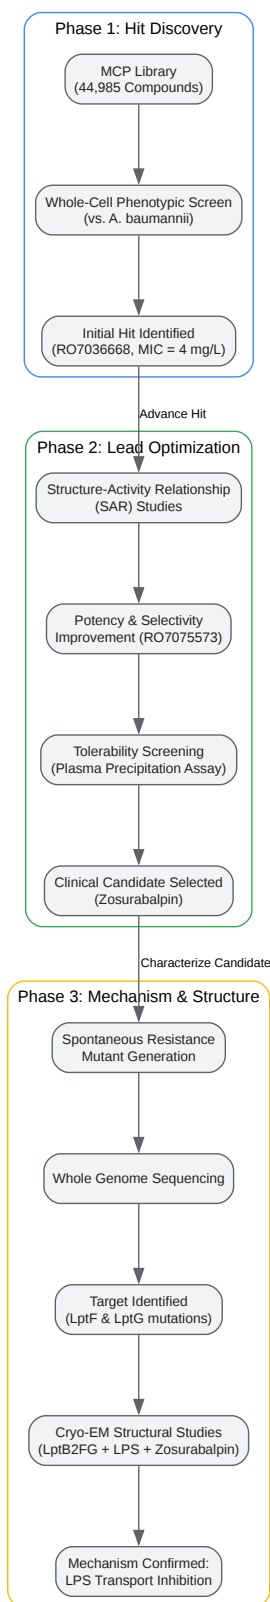 Phase 1: Hit Discovery
MCP Library
(44,985 Compounds)
Whole-Cell Phenotypic Screen
(vs. A. baumannii)
Initial Hit Identified
(RO7036668, MIC = 4 mg/L)
Advance Hit
Phase 2: Lead Optimization
Structure-Activity Relationship
(SAR) Studies
Potency & Selectivity
Improvement (RO7075573)
Tolerability Screening
(Plasma Precipitation Assay)
Clinical Candidate Selected
(Zosurabalpin)
Characterize Candidate
Phase 3: Mechanism & Structure
Spontaneous Resistance
Mutant Generation
Whole Genome Sequencing
Target Identified
(LptF & LptG mutations)
Cryo-EM Structural Studies
(LptB2FG + LPS + Zosurabalpin)
Mechanism Confirmed:
LPS Transport Inhibition